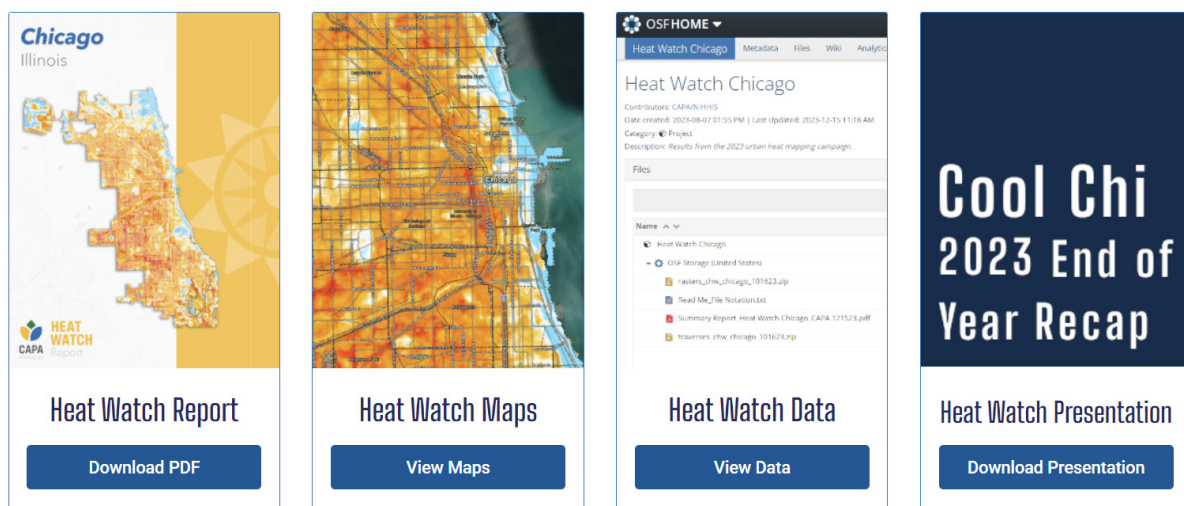 Chicago
Illinois
CAPA
HEAT
WATCH
Report
Heat Watch Report
Download PDF
Chicago
Heat Watch Maps
View Maps
OSFHOME
Heat Watch Chicago Metadata Files Wiki Analytic
Heat Watch Chicago
Contributors: CAPA/NIHHIS
Date created: 2023-08-07 01:55 PM | Last Updated: 2023-12-15 11:18 AM
Category: Project
Description: Results from the 2023 urban heat mapping campaign.
Files
Name
Heat Watch Chicago
OSF Storage (United States)
rasters_chw_chicago_101623.zip
Read Me_File Notation.txt
Summary Report_Heat Watch Chicago_CAPA 121523.pdf
traverses_chw_chicago_101623.zip
Heat Watch Data
View Data
Cool Chi
2023 End of
Year Recap
Heat Watch Presentation
Download Presentation